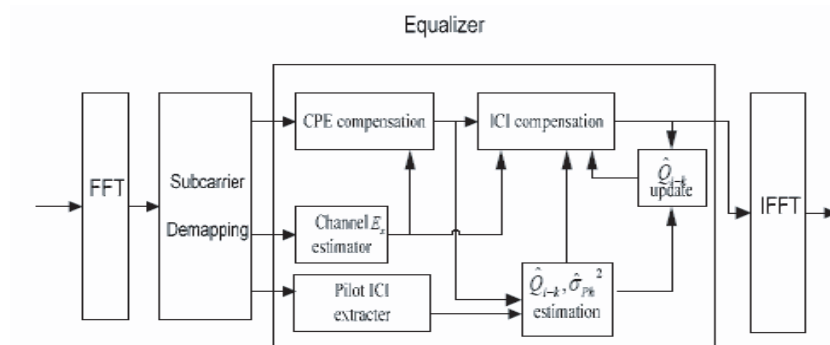 Equalizer
FFT
Subcarrier
Demapping
CPE compensation
ICI compensation
Channel E_s
estimator
Pilot ICI
extracter
Q̂_{i-k}, σ̂_{Ph}²
estimation
Q̂_{i-k}
update
IFFT